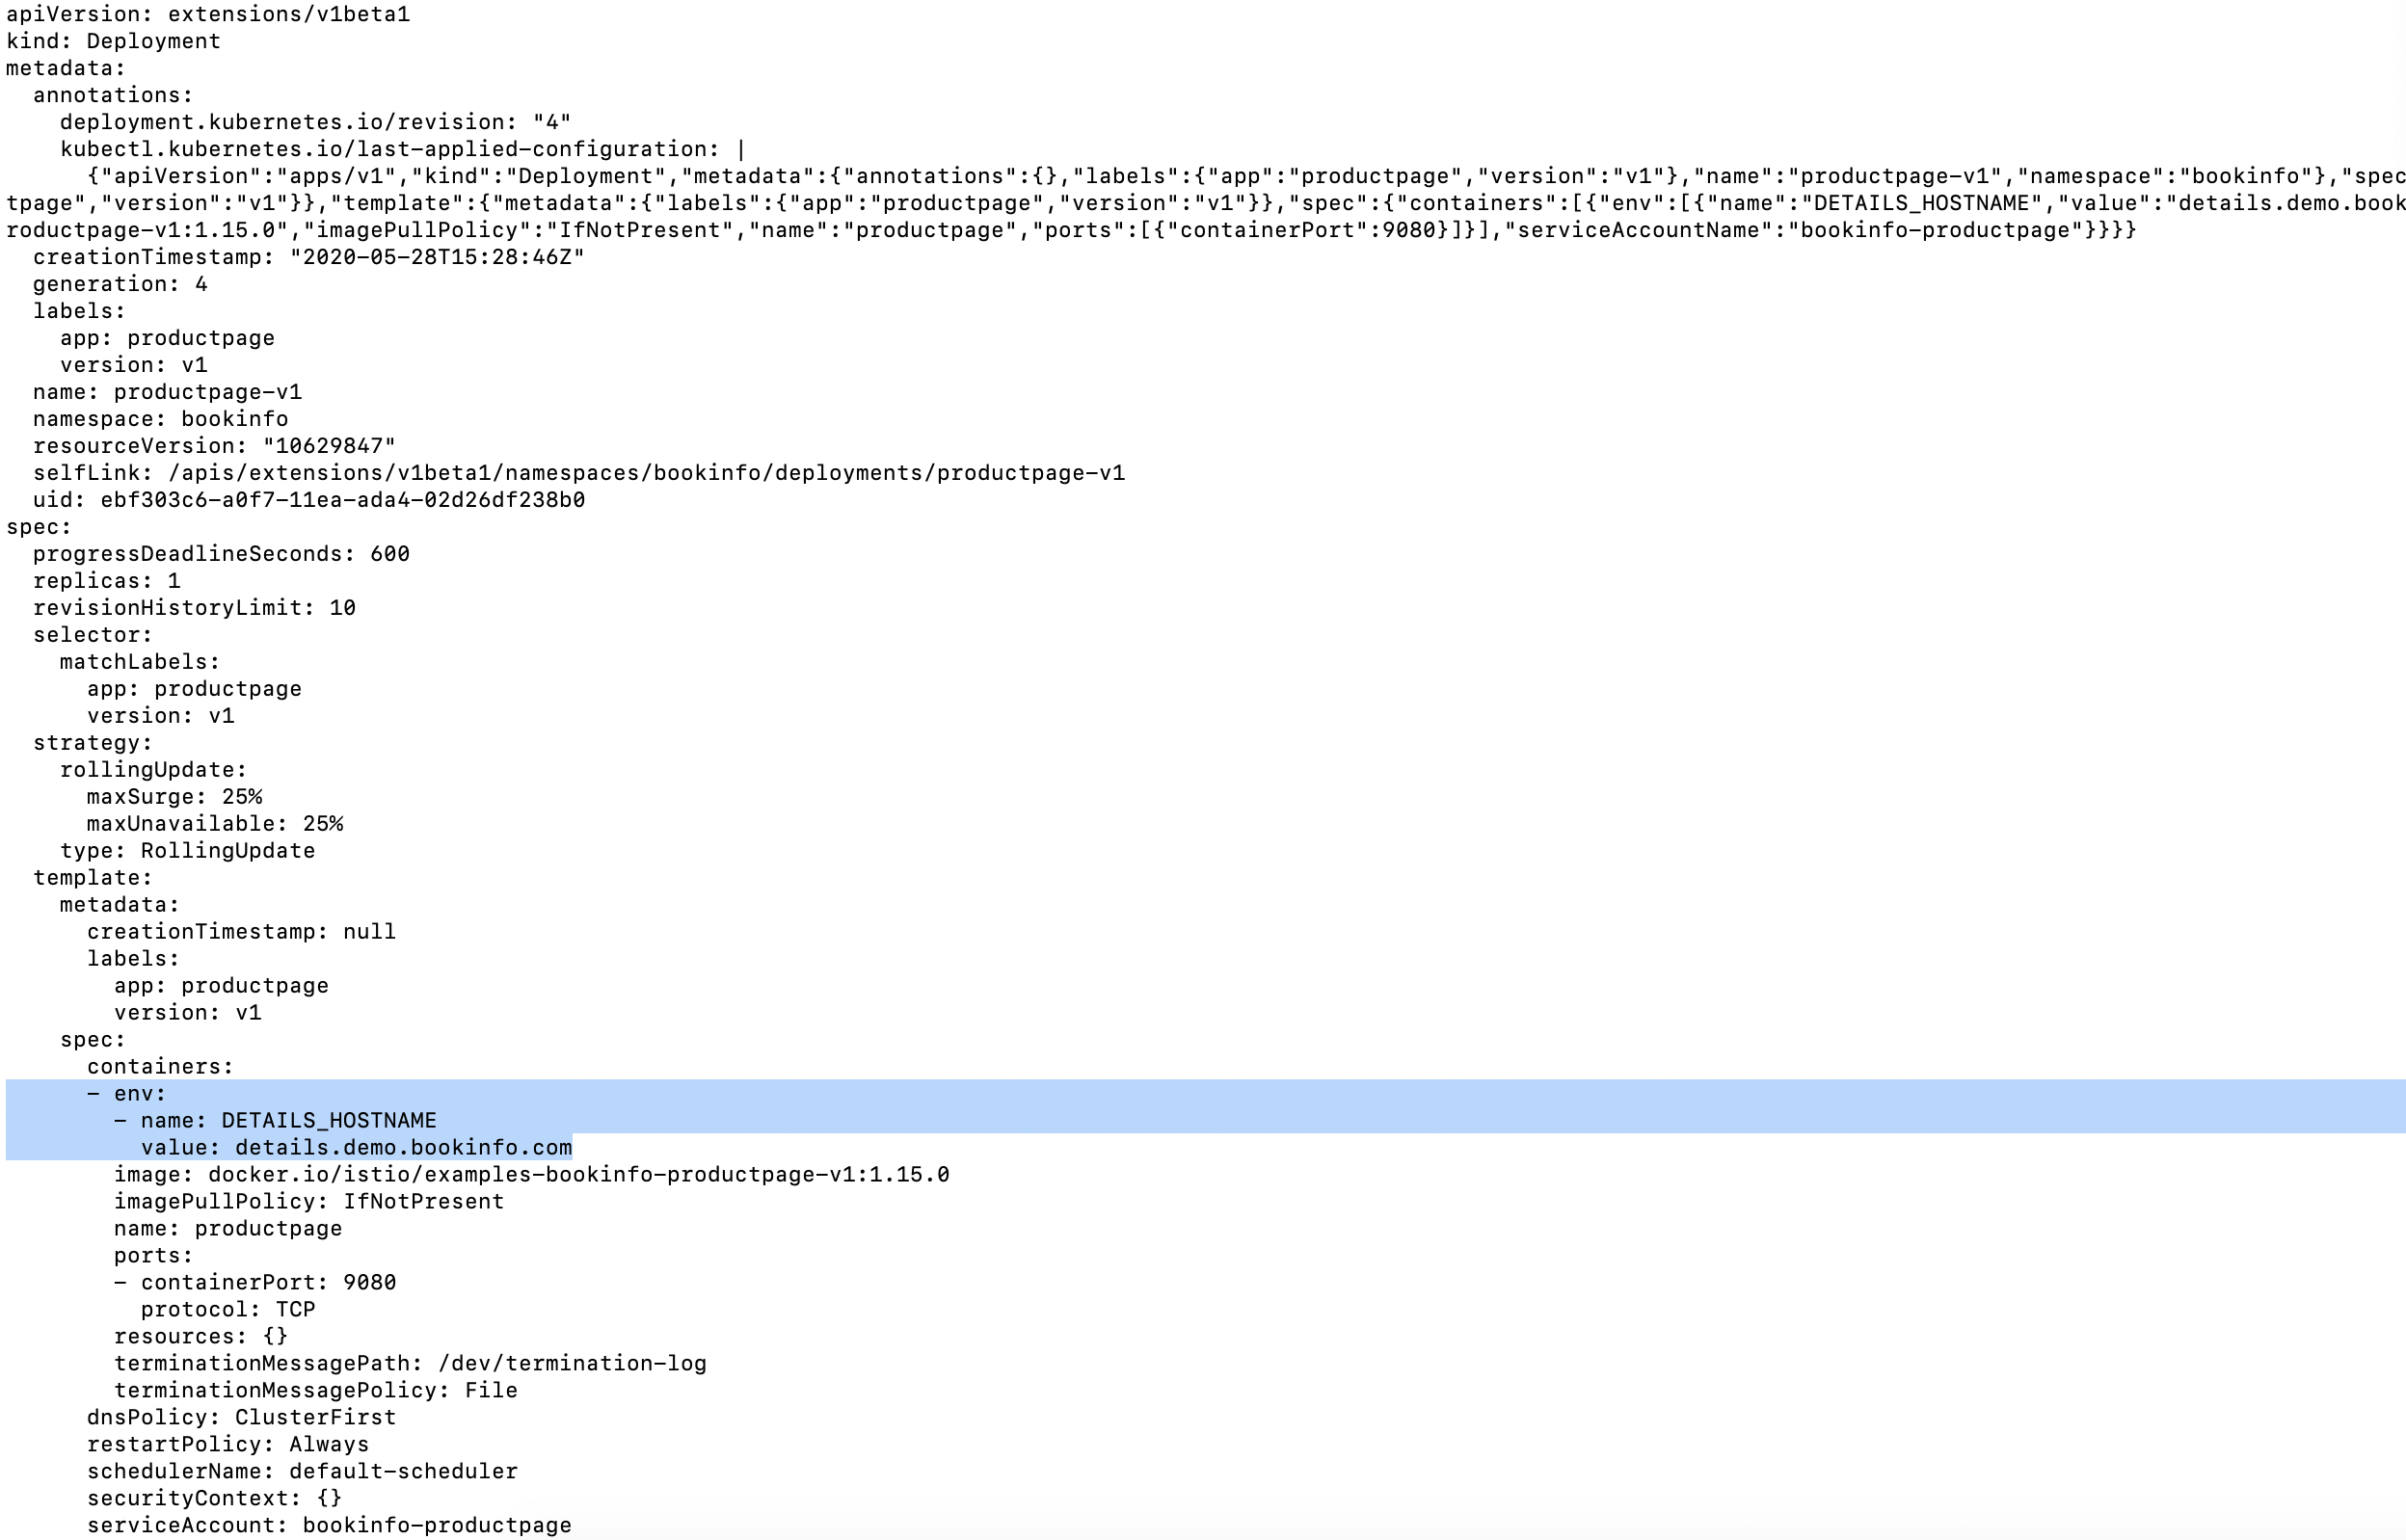 apiVersion: extensions/v1beta1
kind: Deployment
metadata:
  annotations:
    deployment.kubernetes.io/revision: "4"
    kubectl.kubernetes.io/last-applied-configuration: |
      {"apiVersion":"apps/v1","kind":"Deployment","metadata":{"annotations":{},"labels":{"app":"productpage","version":"v1"},"name":"productpage-v1","namespace":"bookinfo"},"spec
tpage","version":"v1"}},"template":{"metadata":{"labels":{"app":"productpage","version":"v1"}},"spec":{"containers":[{"env":[{"name":"DETAILS_HOSTNAME","value":"details.demo.book
roductpage-v1:1.15.0","imagePullPolicy":"IfNotPresent","name":"productpage","ports":[{"containerPort":9080}]}],"serviceAccountName":"bookinfo-productpage"}}}}
  creationTimestamp: "2020-05-28T15:28:46Z"
  generation: 4
  labels:
    app: productpage
    version: v1
  name: productpage-v1
  namespace: bookinfo
  resourceVersion: "10629847"
  selfLink: /apis/extensions/v1beta1/namespaces/bookinfo/deployments/productpage-v1
  uid: ebf303c6-a0f7-11ea-ada4-02d26df238b0
spec:
  progressDeadlineSeconds: 600
  replicas: 1
  revisionHistoryLimit: 10
  selector:
    matchLabels:
      app: productpage
      version: v1
  strategy:
    rollingUpdate:
      maxSurge: 25%
      maxUnavailable: 25%
    type: RollingUpdate
  template:
    metadata:
      creationTimestamp: null
      labels:
        app: productpage
        version: v1
    spec:
      containers:
      - env:
        - name: DETAILS_HOSTNAME
          value: details.demo.bookinfo.com
        image: docker.io/istio/examples-bookinfo-productpage-v1:1.15.0
        imagePullPolicy: IfNotPresent
        name: productpage
        ports:
        - containerPort: 9080
          protocol: TCP
        resources: {}
        terminationMessagePath: /dev/termination-log
        terminationMessagePolicy: File
      dnsPolicy: ClusterFirst
      restartPolicy: Always
      schedulerName: default-scheduler
      securityContext: {}
      serviceAccount: bookinfo-productpage